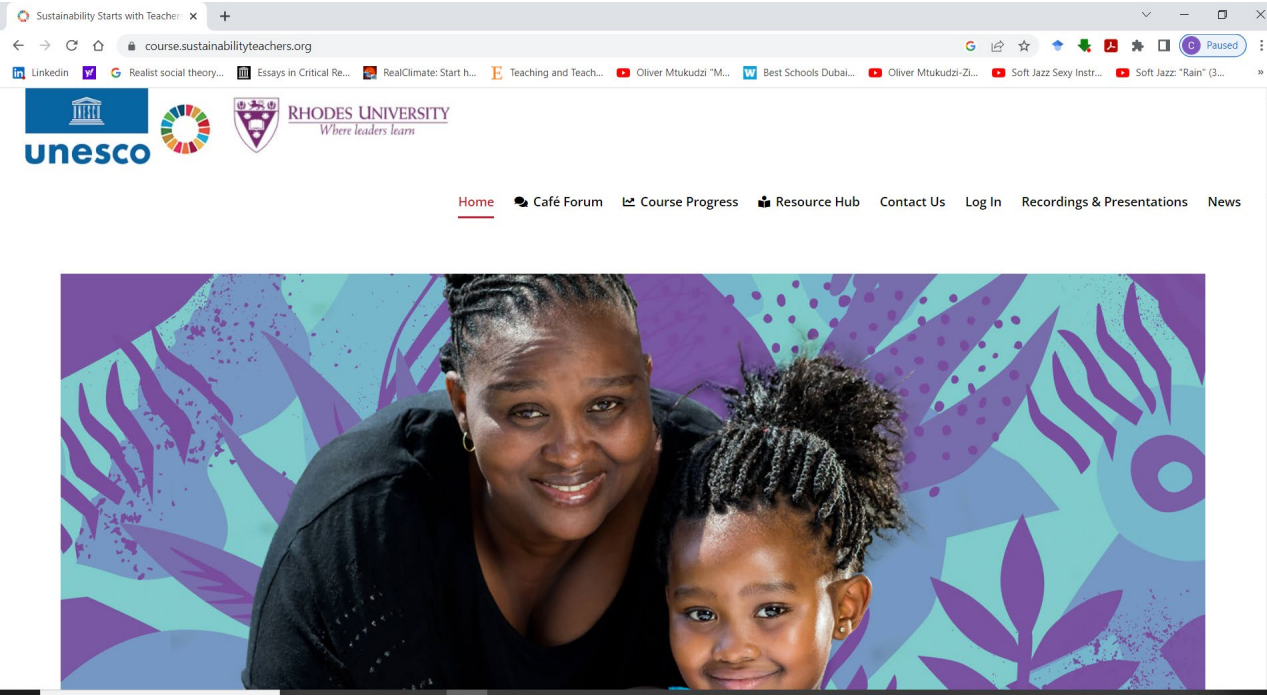 Sustainability Starts with Teacher
course.sustainabilityteachers.org
C Paused
in Linkedin
G Realist social theory...
Essays in Critical Re...
RealClimate: Start h...
E Teaching and Teach...
Oliver Mtukudzi "M...
W Best Schools Dubai...
Oliver Mtukudzi-Zi...
Soft Jazz Sexy Instr...
Soft Jazz: "Rain" (3...
»
unesco
RHODES UNIVERSITY
Where leaders learn
Home
Café Forum
Course Progress
Resource Hub
Contact Us
Log In
Recordings & Presentations
News